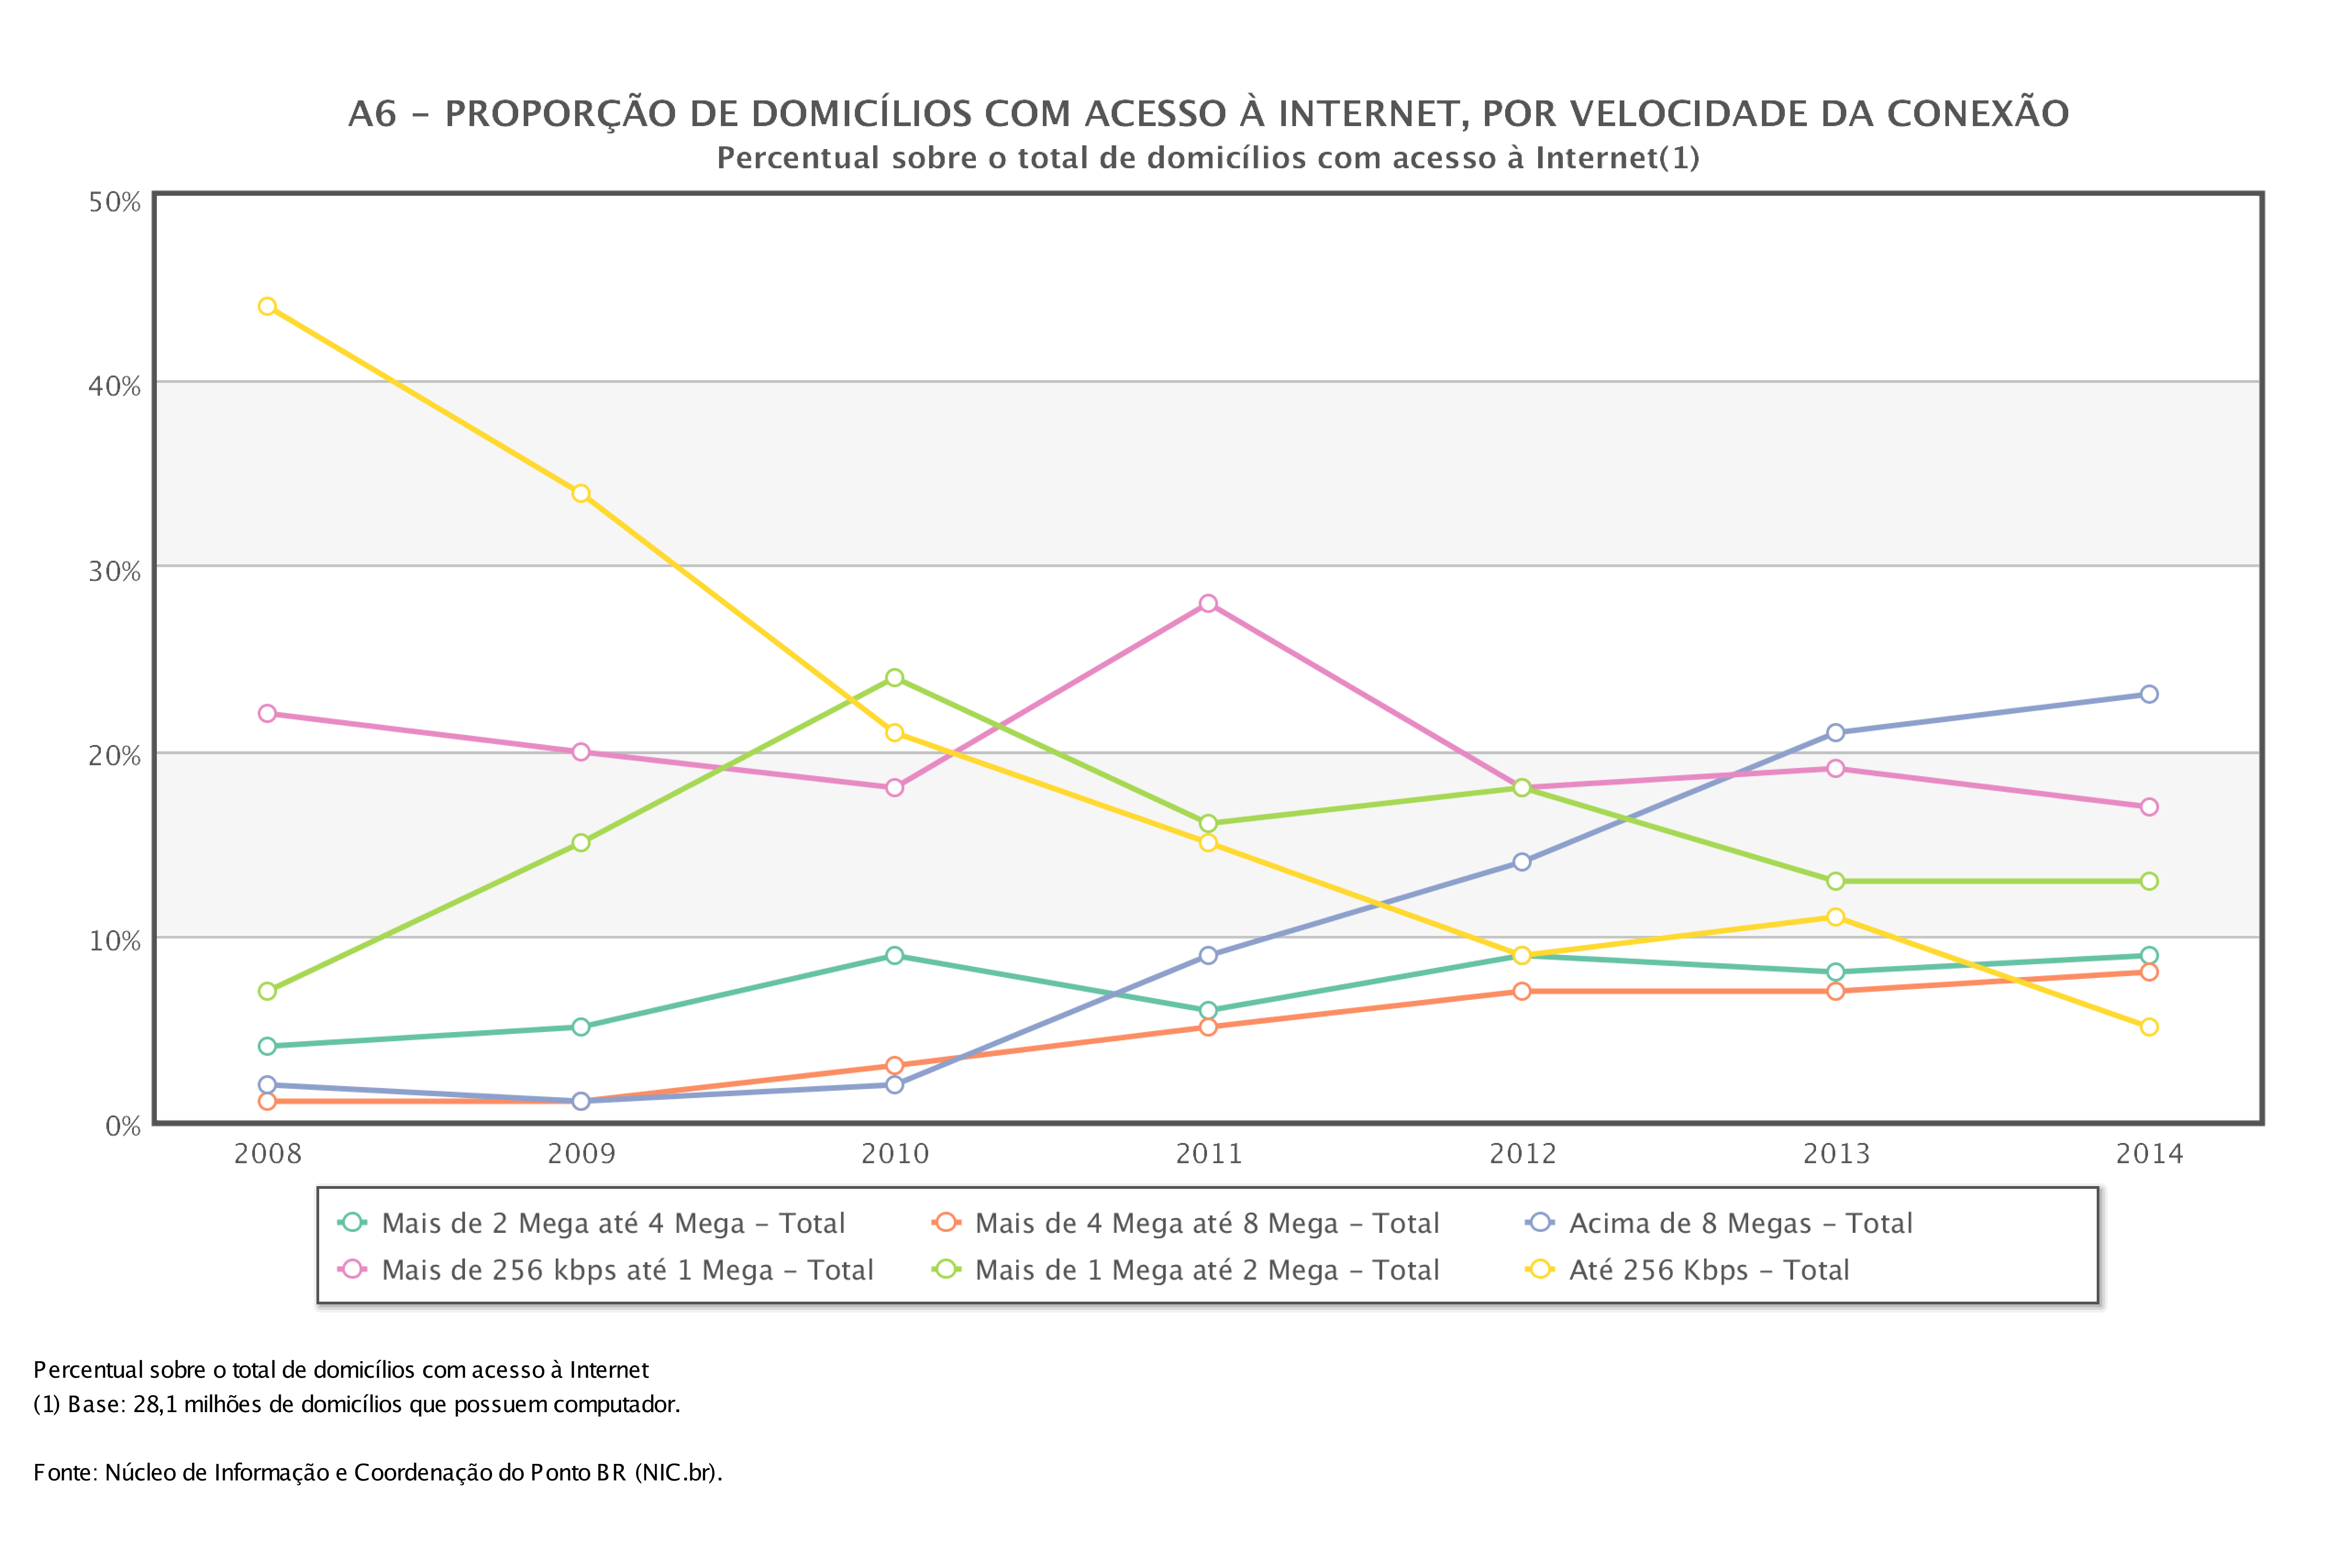 A6 – PROPORÇÃO DE DOMICÍLIOS COM ACESSO À INTERNET, POR VELOCIDADE DA CONEXÃO
Percentual sobre o total de domicílios com acesso à Internet(1)
50%
40%
30%
20%
10%
0%
2008 2009 2010 2011 2012 2013 2014
Mais de 2 Mega até 4 Mega – Total Mais de 4 Mega até 8 Mega – Total Acima de 8 Megas – Total
Mais de 256 kbps até 1 Mega – Total Mais de 1 Mega até 2 Mega – Total Até 256 Kbps – Total
Percentual sobre o total de domicílios com acesso à Internet
(1) Base: 28,1 milhões de domicílios que possuem computador.
Fonte: Núcleo de Informação e Coordenação do Ponto BR (NIC.br).